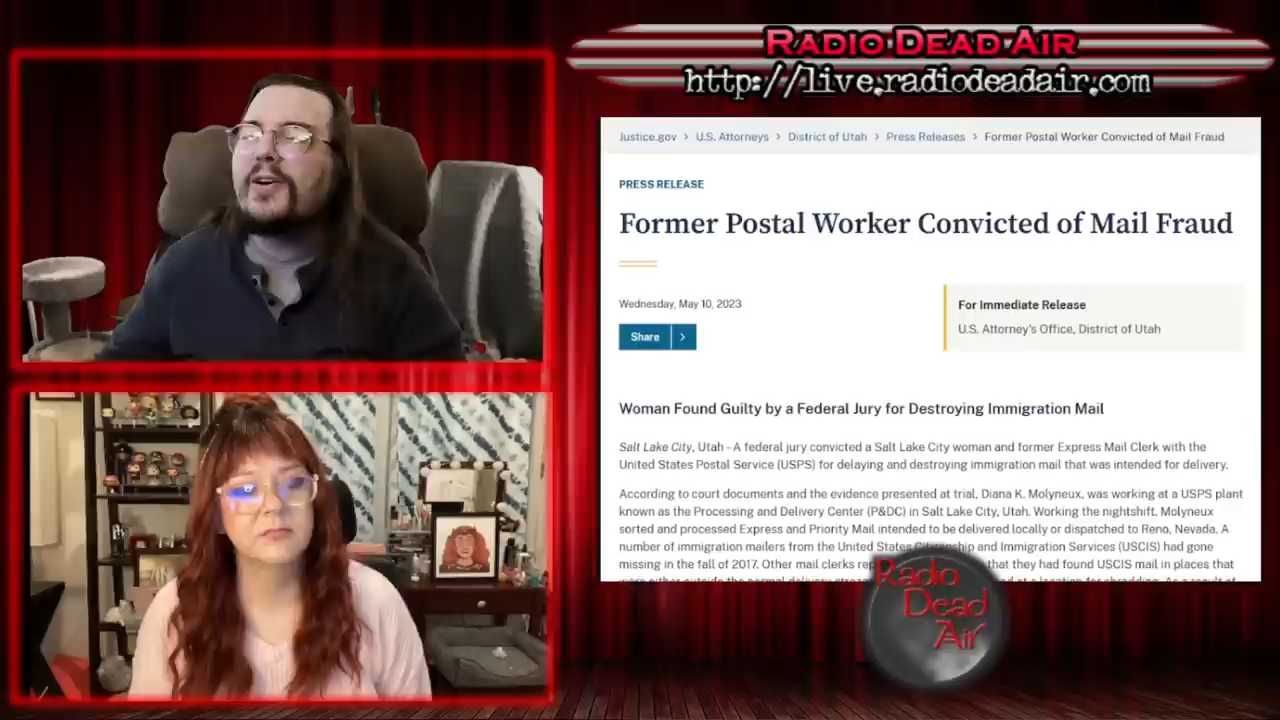 Radio Dead Air
http://live.radiodeadair.com
Justice.gov > U.S. Attorneys > District of Utah > Press Releases > Former Postal Worker Convicted of Mail Fraud
PRESS RELEASE
Former Postal Worker Convicted of Mail Fraud
Wednesday, May 10, 2023
For Immediate Release
U.S. Attorney's Office, District of Utah
Share >
Woman Found Guilty by a Federal Jury for Destroying Immigration Mail
Salt Lake City, Utah – A federal jury convicted a Salt Lake City woman and former Express Mail Clerk with the
United States Postal Service (USPS) for delaying and destroying immigration mail that was intended for delivery.
According to court documents and the evidence presented at trial, Diana K. Molyneux, was working at a USPS plant
known as the Processing and Delivery Center (P&DC) in Salt Lake City, Utah. Working the nightshift, Molyneux
sorted and processed Express and Priority Mail intended to be delivered locally or dispatched to Reno, Nevada. A
number of immigration mailers from the United States Citizenship and Immigration Services (USCIS) had gone
missing in the fall of 2017. Other mail clerks that they had found USCIS mail in places that
Radio
Dead
Air